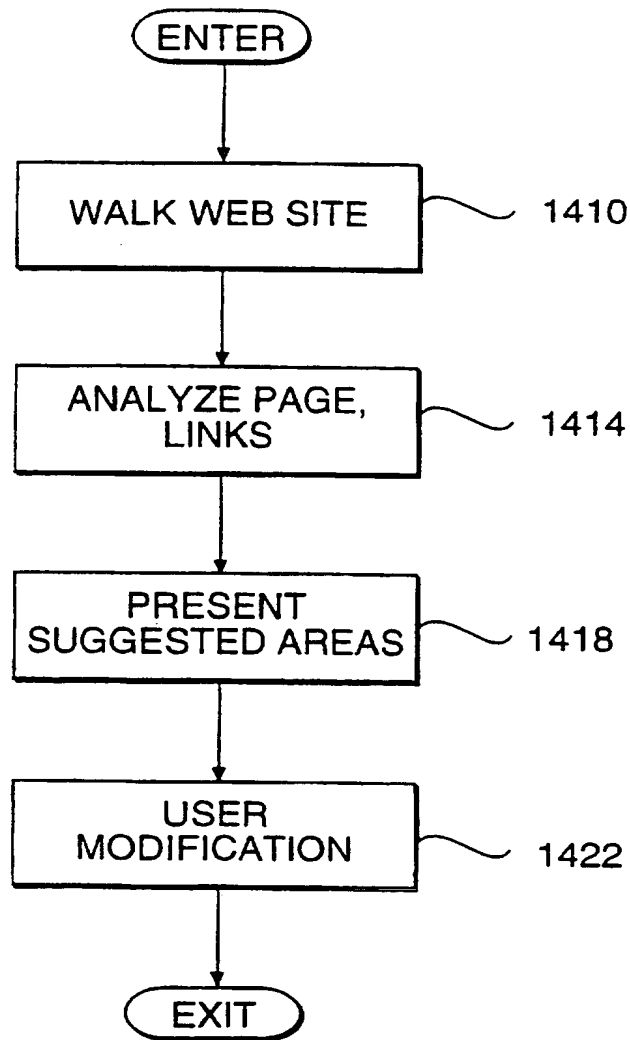 ENTER
WALK WEB SITE
1410
ANALYZE PAGE,
LINKS
1414
PRESENT
SUGGESTED AREAS
1418
USER
MODIFICATION
1422
EXIT